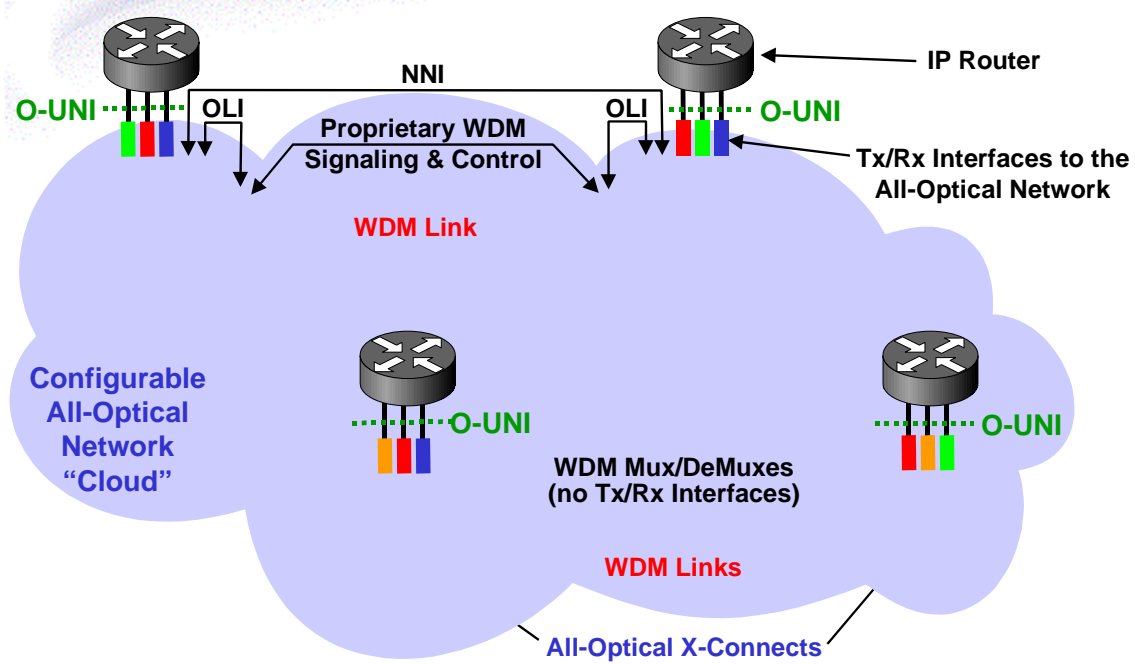 IP Router
NNI
O-UNI
OLI
OLI
O-UNI
Proprietary WDM
Signaling & Control
Tx/Rx Interfaces to the
All-Optical Network
WDM Link
Configurable
All-Optical
Network
“Cloud”
O-UNI
O-UNI
WDM Mux/DeMuxes
(no Tx/Rx Interfaces)
WDM Links
All-Optical X-Connects